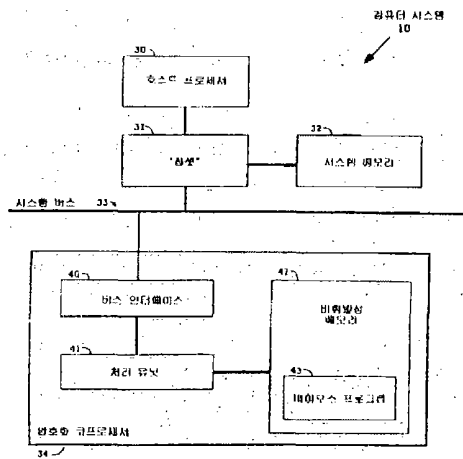 컴퓨터 시스템
10
30
호스트 프로세서
31
"칩셋"
32
시스템 메모리
시스템 버스
33
40
버스 인터페이스
42
비휘발성
메모리
41
처리 유닛
43
바이오스 프로그램
암호화 코프로세서
34